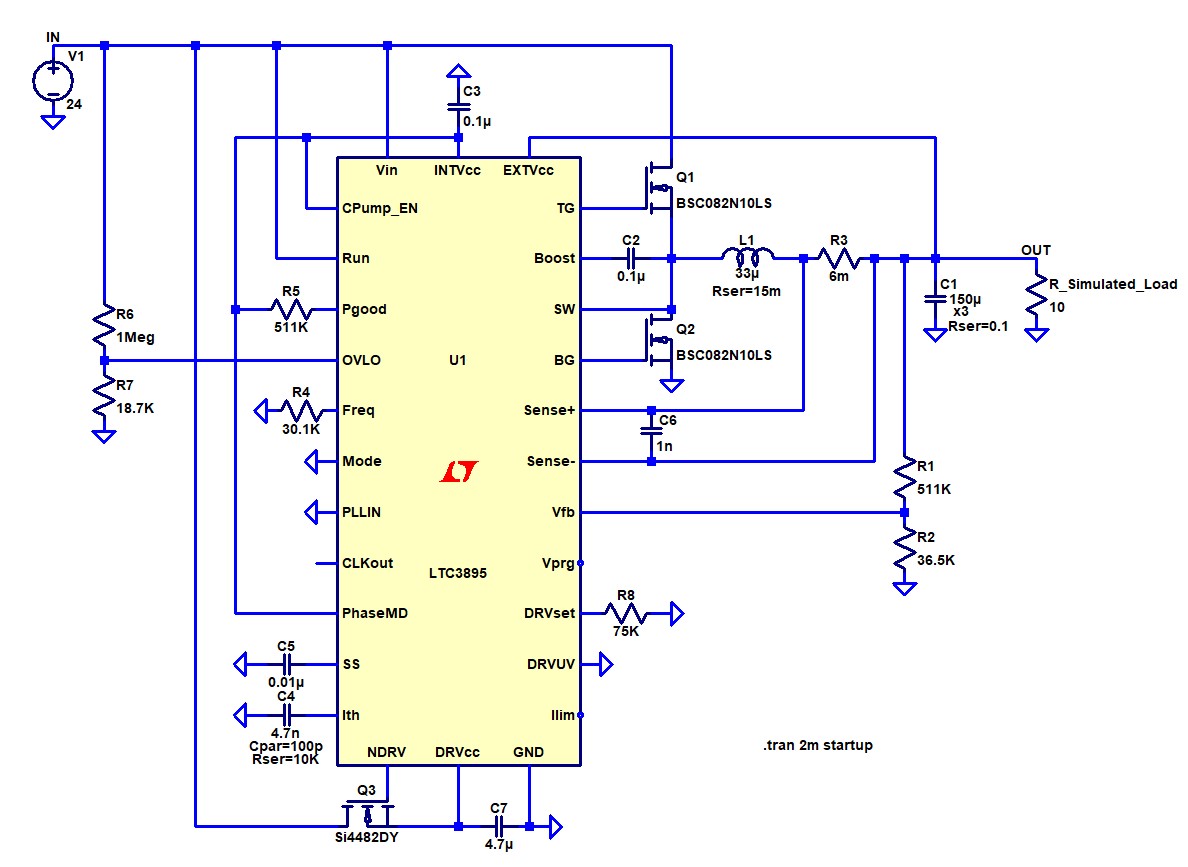 IN
V1
24
C3
0.1µ
Vin
INTVcc
EXTVcc
Q1
BSC082N10LS
CPump_EN
TG
Run
Boost
C2
0.1µ
L1
33µ
Rser=15m
R3
6m
OUT
R_Simulated_Load
10
C1
150µ
x3
Rser=0.1
R5
511K
Pgood
SW
R6
1Meg
Q2
BSC082N10LS
OVLO
U1
BG
R7
18.7K
R4
30.1K
Freq
Sense+
C6
1n
Mode
Sense-
R1
511K
PLLIN
Vfb
R2
36.5K
CLKout
LTC3895
Vprg
PhaseMD
DRVset
R8
75K
C5
0.01µ
SS
DRVUV
C4
4.7n
Cpar=100p
Rser=10K
Ith
Ilim
NDRV
DRVcc
GND
.tran 2m startup
Q3
Si4482DY
C7
4.7µ